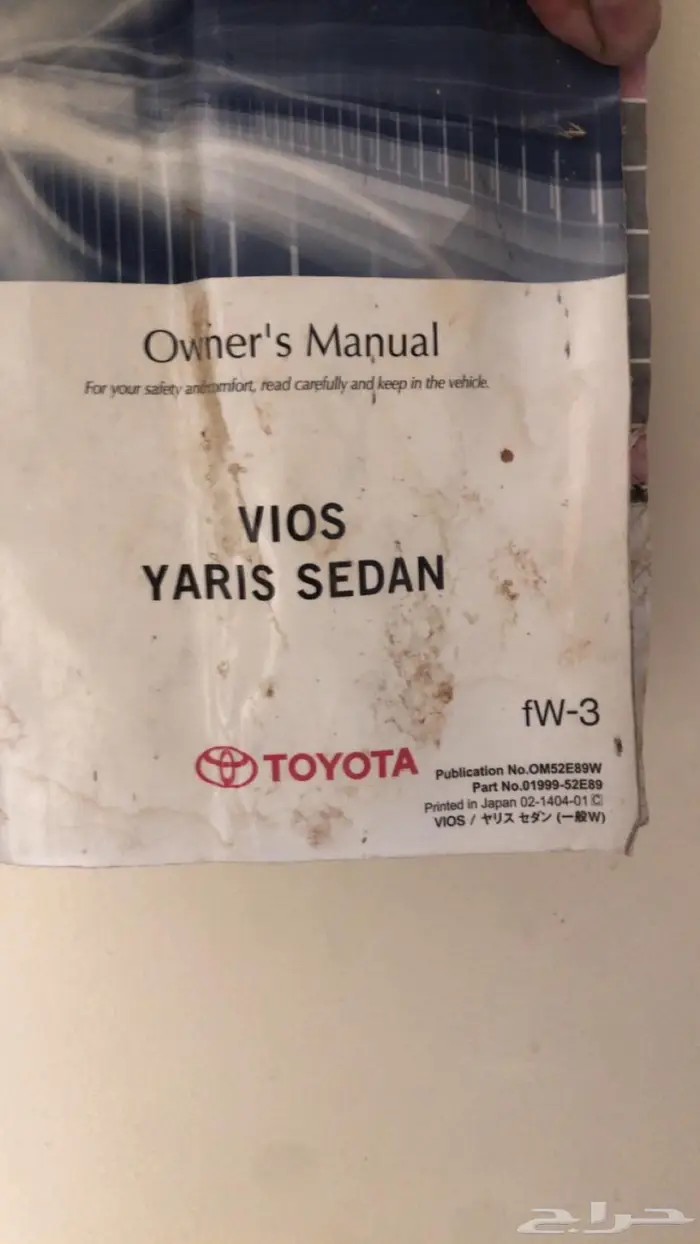 Owner's Manual
For your safety and comfort, read carefully and keep in the vehicle.
VIOS
YARIS SEDAN
fW-3
TOYOTA
Publication No.OM52E89W
Part No.01999-52E89
Printed in Japan 02-1404-01 C
VIOS / ヤリス セダン (一般W)
حراج